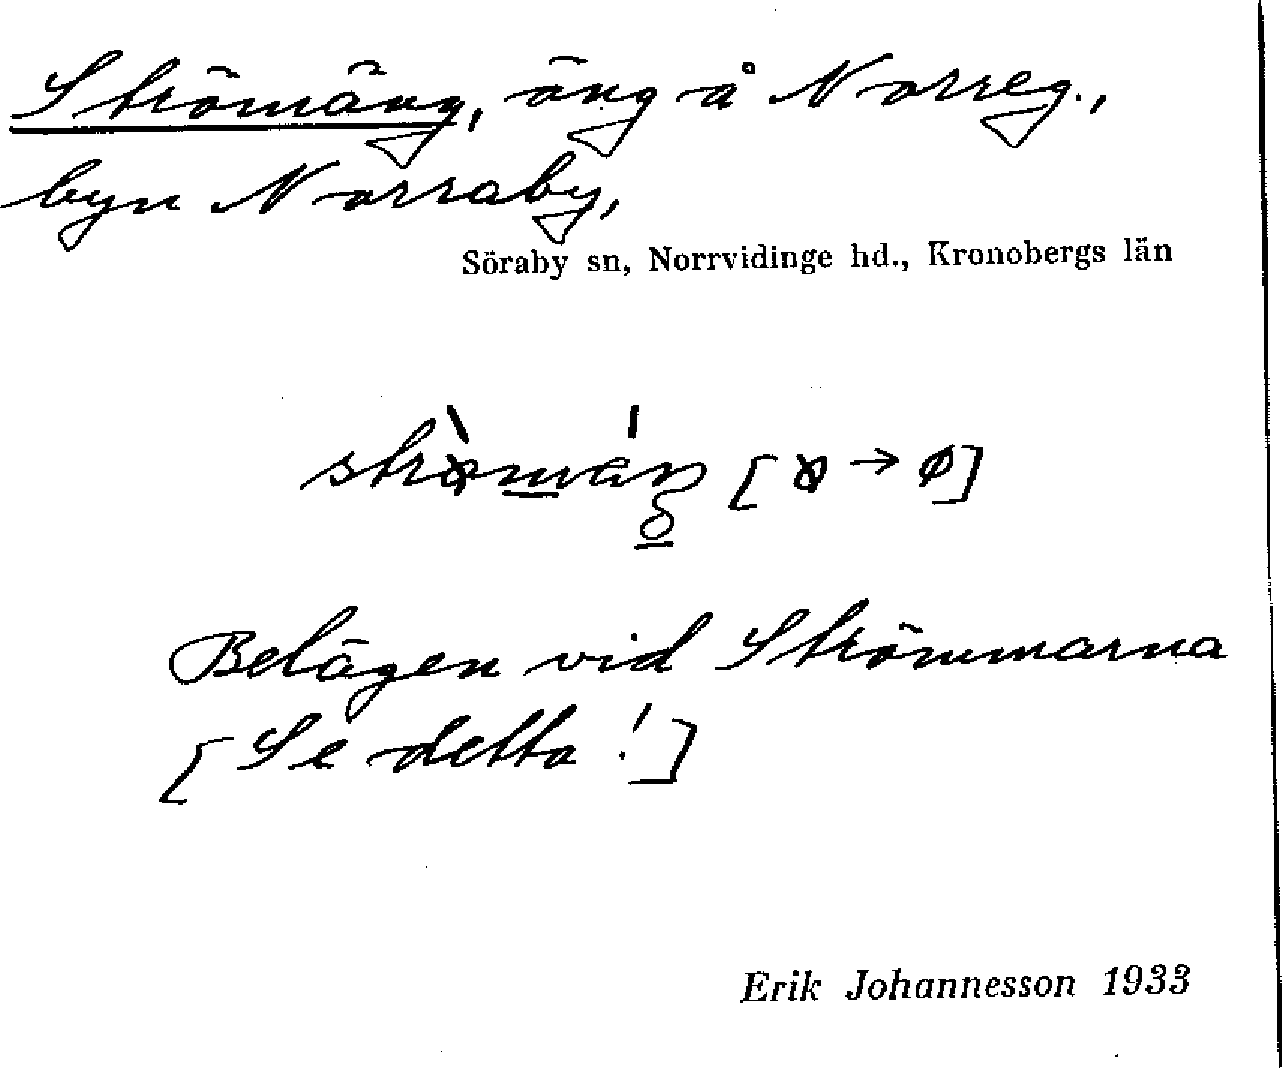 Strömäng, äng å Norreg.,
byn Norraby,
Söraby sn, Norrvidinge hd., Kronobergs län
Belägen vid Strömmarna
[Se detta!]
Erik Johannesson 1933